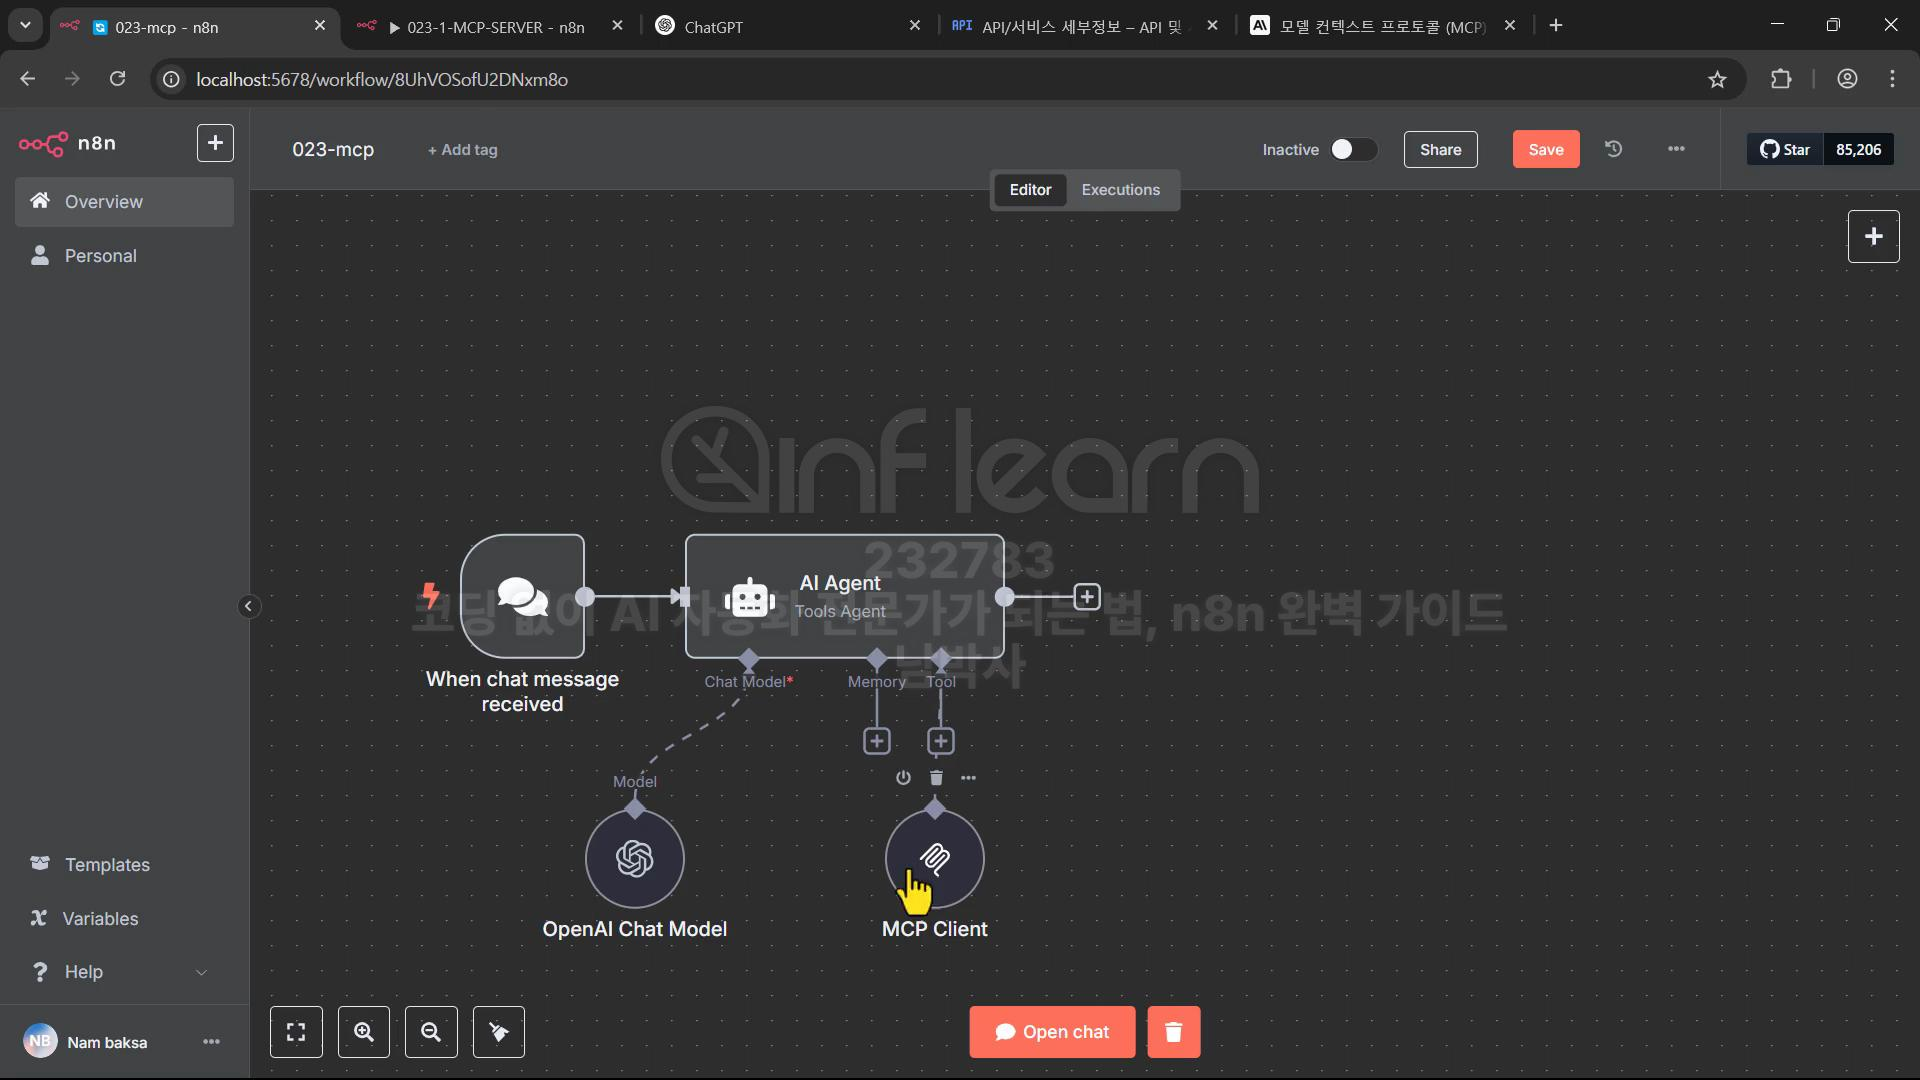 023-mcp - n8n
▶ 023-1-MCP-SERVER - n8n
ChatGPT
API API/서비스 세부정보 – API 및
모델 컨텍스트 프로토콜 (MCP)
localhost:5678/workflow/8UhVOSofU2DNxm8o
n8n
023-mcp
+ Add tag
Inactive
Share
Save
Star 85,206
Editor
Executions
Overview
Personal
inflearn
232783
코딩 없이 AI 자동화 전문가가 되는 법, n8n 완벽 가이드
남박사
AI Agent
Tools Agent
When chat message
received
Chat Model*
Memory
Tool
Model
OpenAI Chat Model
MCP Client
Templates
Variables
Help
NB Nam baksa
Open chat